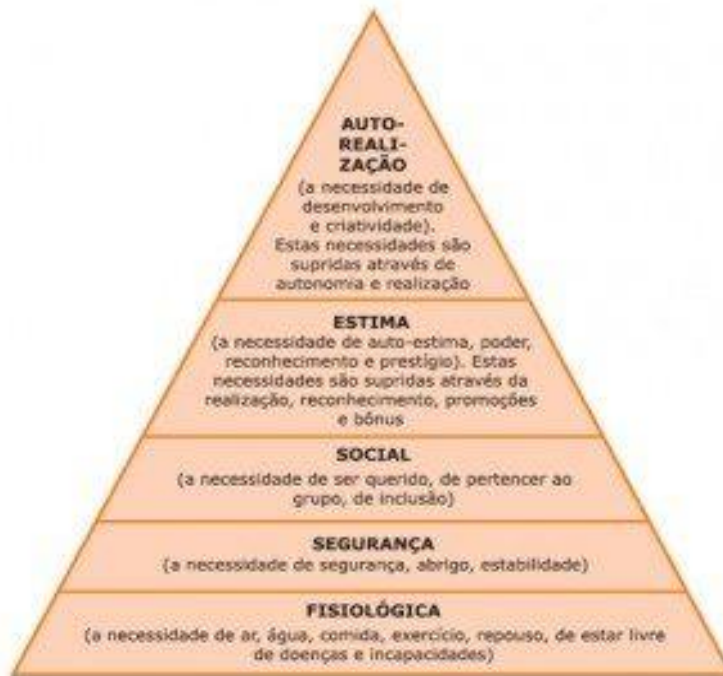 AUTO-
REALI-
ZAÇÃO
(a necessidade de
desenvolvimento
e criatividade).
Estas necessidades são
supridas através de
autonomia e realização
ESTIMA
(a necessidade de auto-estima, poder,
reconhecimento e prestígio). Estas
necessidades são supridas através da
realização, reconhecimento, promoções
e bônus
SOCIAL
(a necessidade de ser querido, de pertencer ao
grupo, de inclusão)
SEGURANÇA
(a necessidade de segurança, abrigo, estabilidade)
FISIOLÓGICA
(a necessidade de ar, água, comida, exercício, repouso, de estar livre
de doenças e incapacidades)